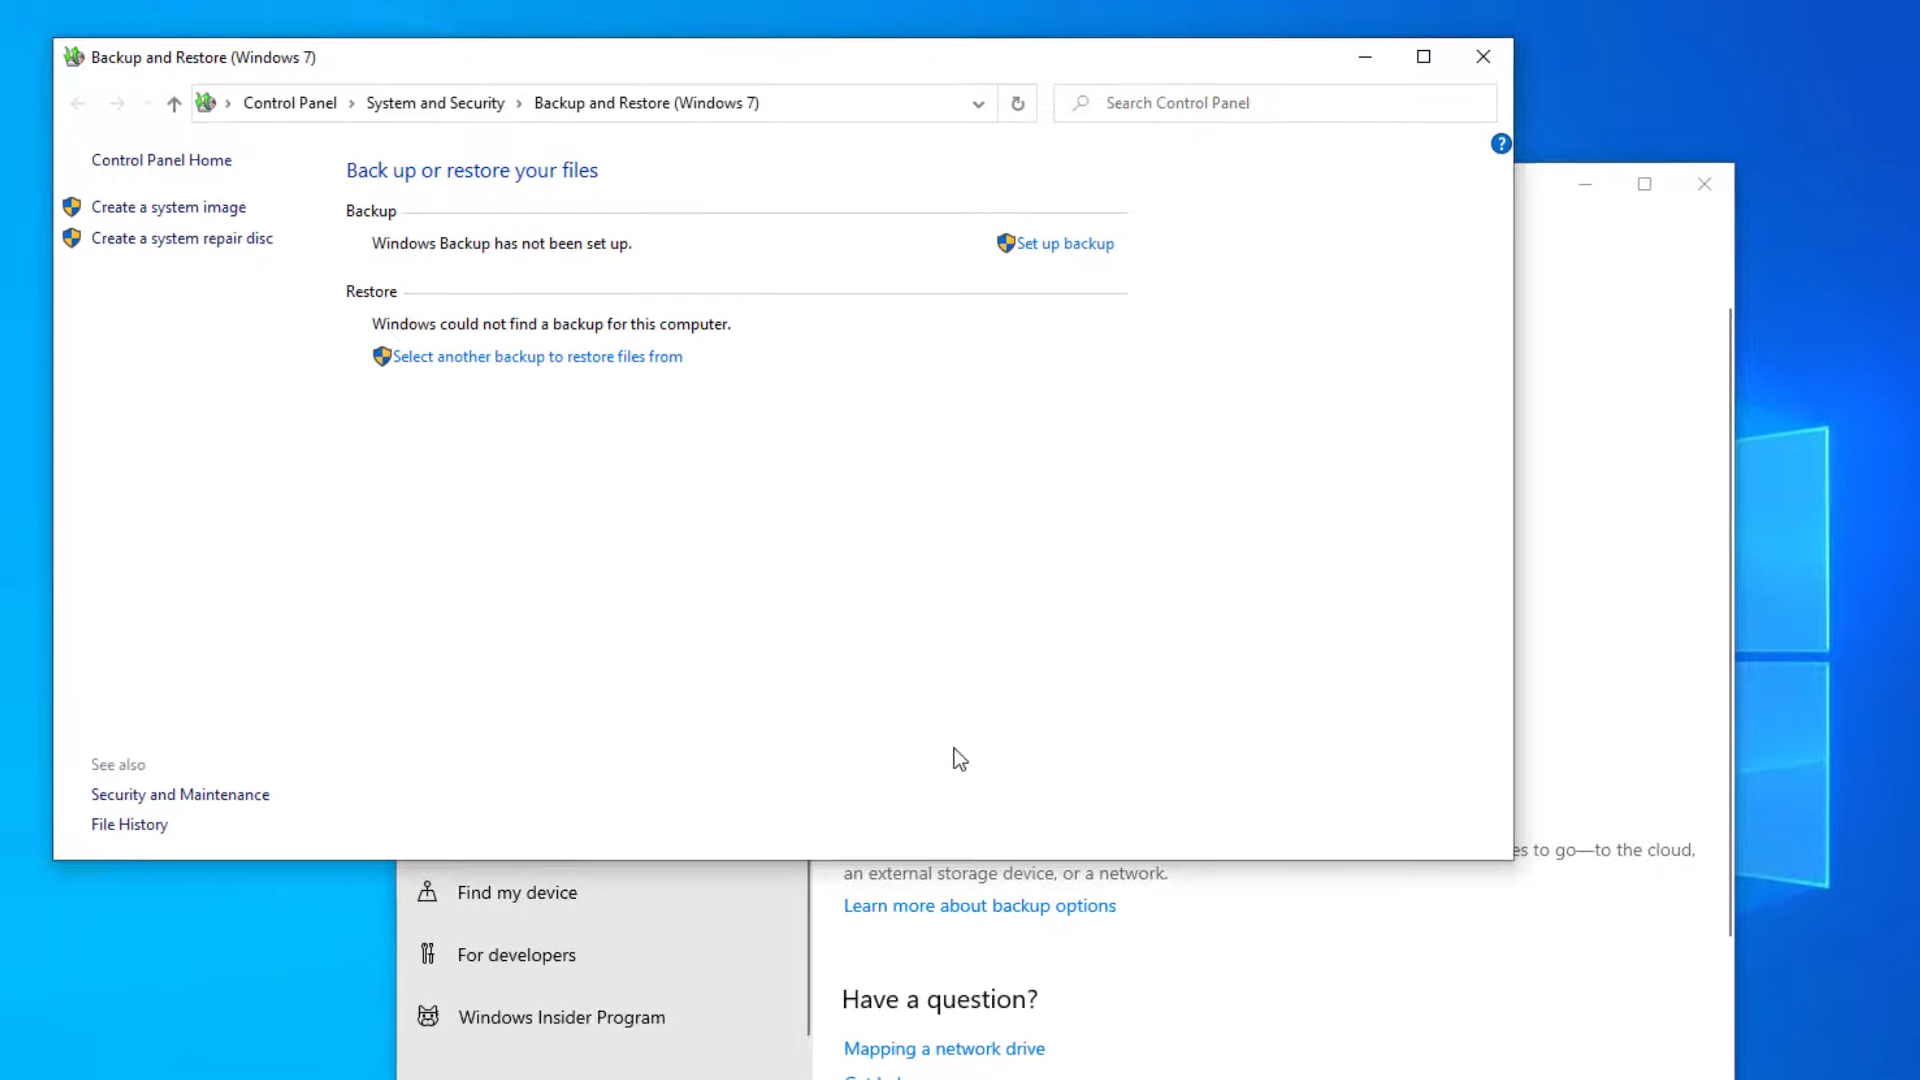 Backup and Restore (Windows 7)
Control Panel > System and Security > Backup and Restore (Windows 7)
Search Control Panel
?
Control Panel Home
Create a system image
Create a system repair disc
Back up or restore your files
Backup
Windows Backup has not been set up.
Set up backup
Restore
Windows could not find a backup for this computer.
Select another backup to restore files from
See also
Security and Maintenance
File History
Find my device
For developers
Windows Insider Program
to go—to the cloud,
an external storage device, or a network.
Learn more about backup options
Have a question?
Mapping a network drive